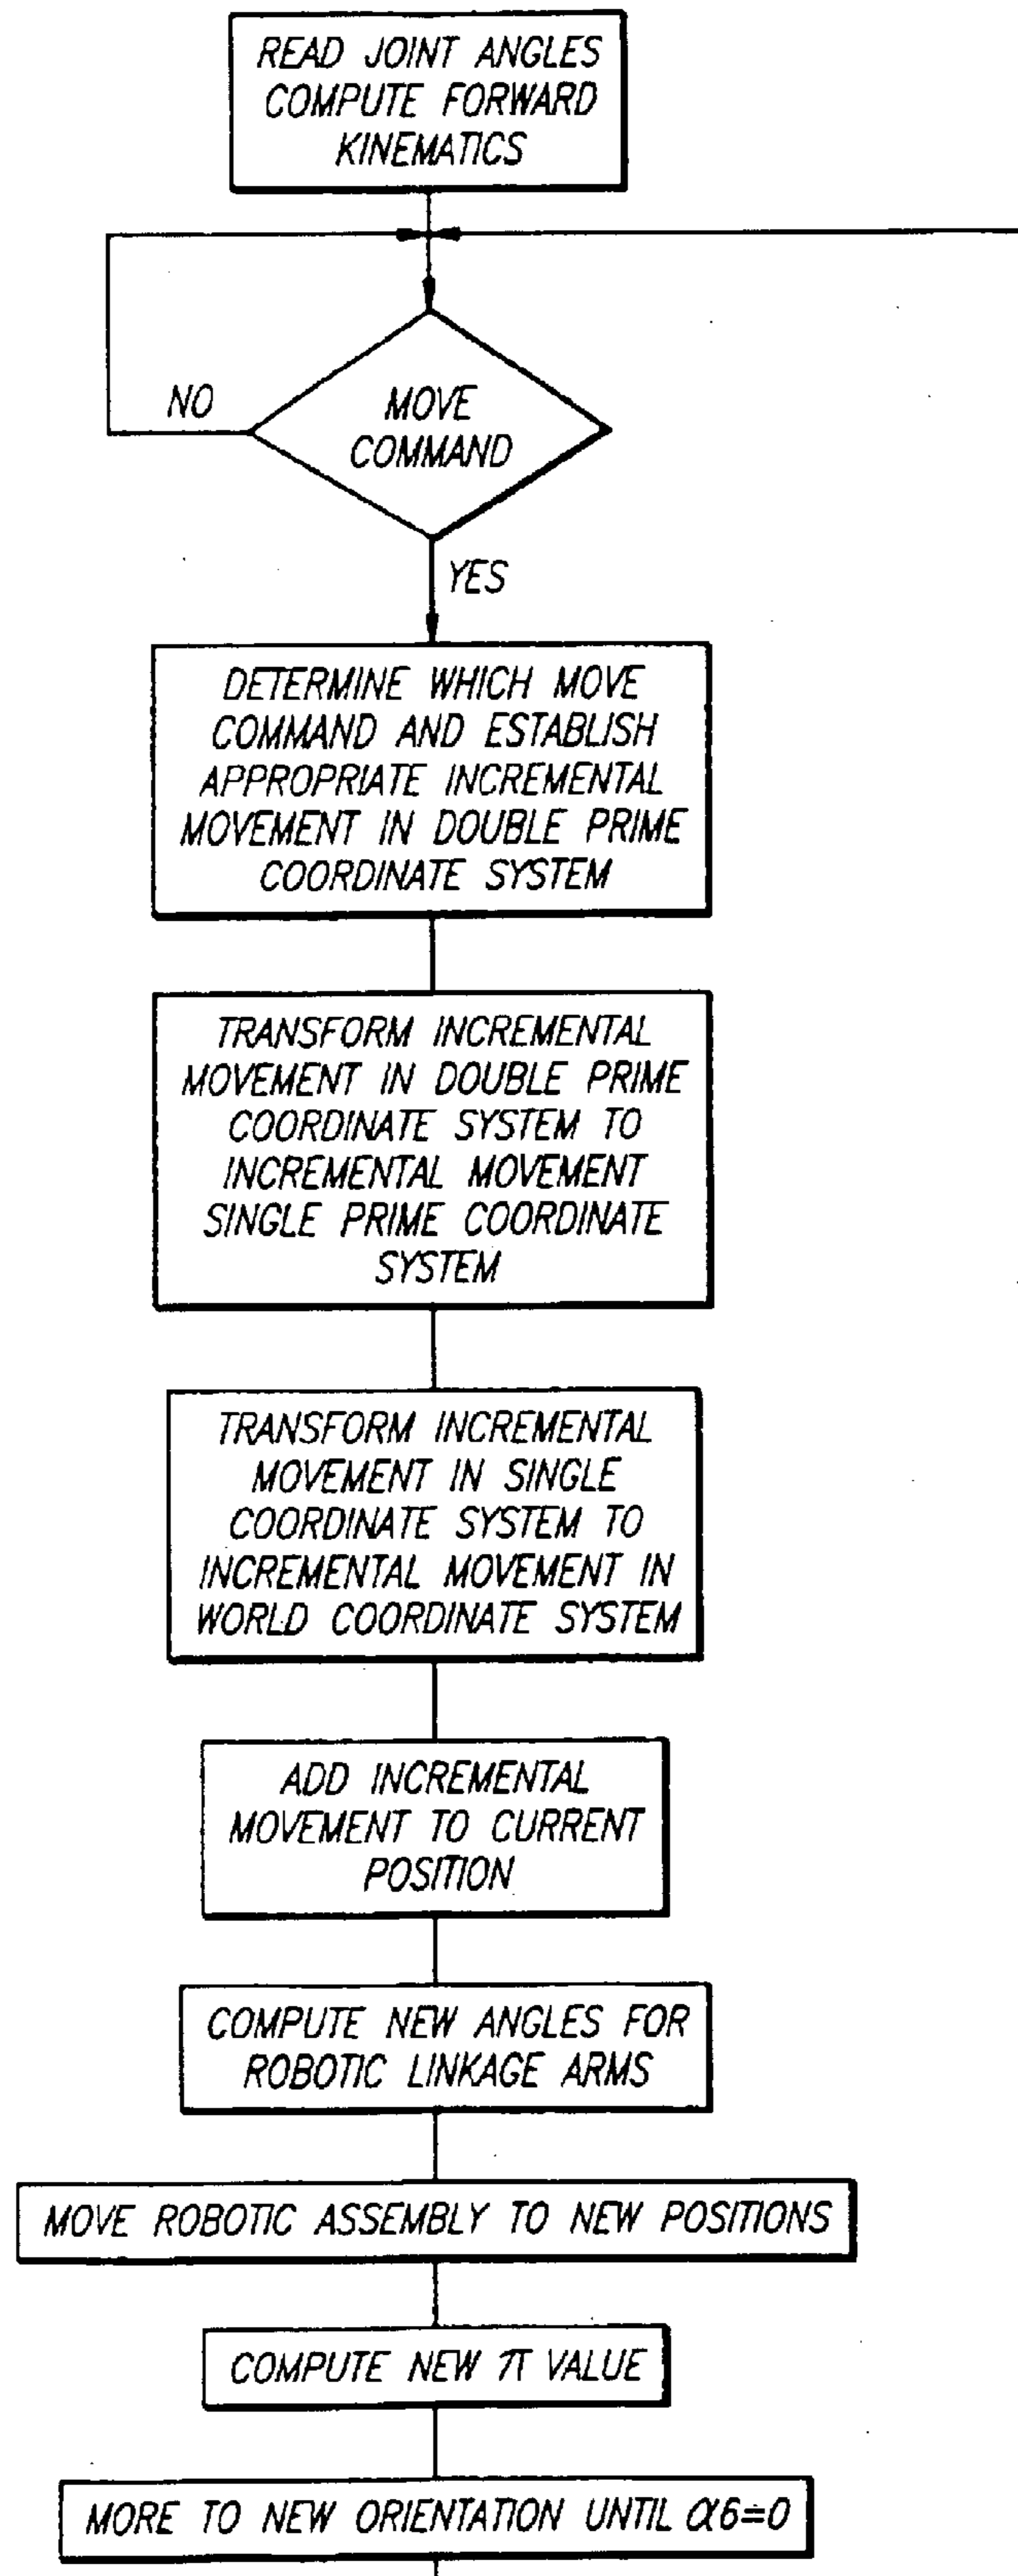 READ JOINT ANGLES
COMPUTE FORWARD
KINEMATICS
MOVE
COMMAND
NO
YES
DETERMINE WHICH MOVE
COMMAND AND ESTABLISH
APPROPRIATE INCREMENTAL
MOVEMENT IN DOUBLE PRIME
COORDINATE SYSTEM
TRANSFORM INCREMENTAL
MOVEMENT IN DOUBLE PRIME
COORDINATE SYSTEM TO
INCREMENTAL MOVEMENT
SINGLE PRIME COORDINATE
SYSTEM
TRANSFORM INCREMENTAL
MOVEMENT IN SINGLE
COORDINATE SYSTEM TO
INCREMENTAL MOVEMENT IN
WORLD COORDINATE SYSTEM
ADD INCREMENTAL
MOVEMENT TO CURRENT
POSITION
COMPUTE NEW ANGLES FOR
ROBOTIC LINKAGE ARMS
MOVE ROBOTIC ASSEMBLY TO NEW POSITIONS
COMPUTE NEW π VALUE
MORE TO NEW ORIENTATION UNTIL α6=0